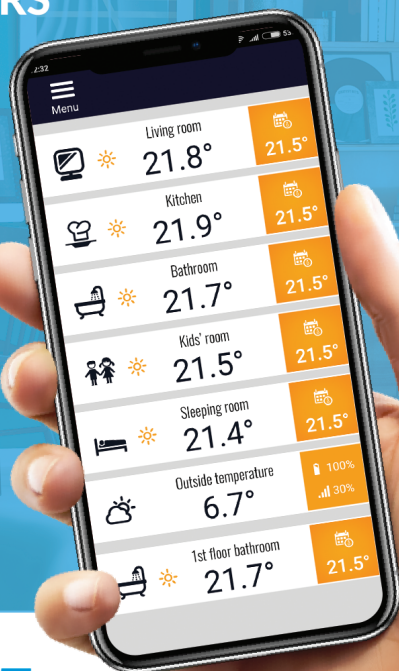 RS
2:32
53
Menu
Living room
21.8°
21.5°
Kitchen
21.9°
21.5°
Bathroom
21.7°
21.5°
Kids' room
21.5°
21.5°
Sleeping room
21.4°
21.5°
Outside temperature
6.7°
100%
30%
1st floor bathroom
21.7°
21.5°